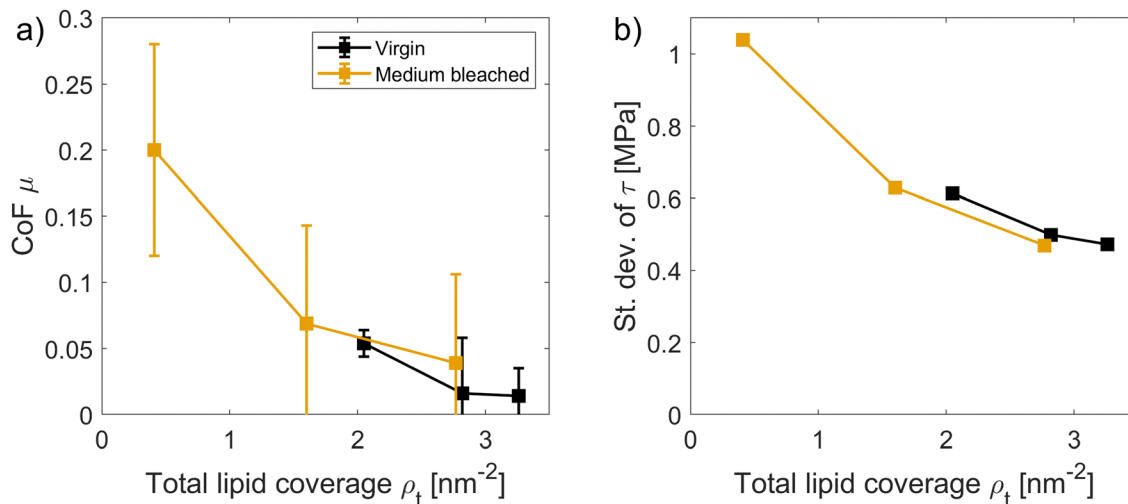 a)
0.3
0.25
0.2
0.15
0.1
0.05
0
CoF μ
Virgin
Medium bleached
0 1 2 3
Total lipid coverage ρt [nm-2]
b)
1
0.8
0.6
0.4
0.2
0
St. dev. of τ [MPa]
0 1 2 3
Total lipid coverage ρt [nm-2]